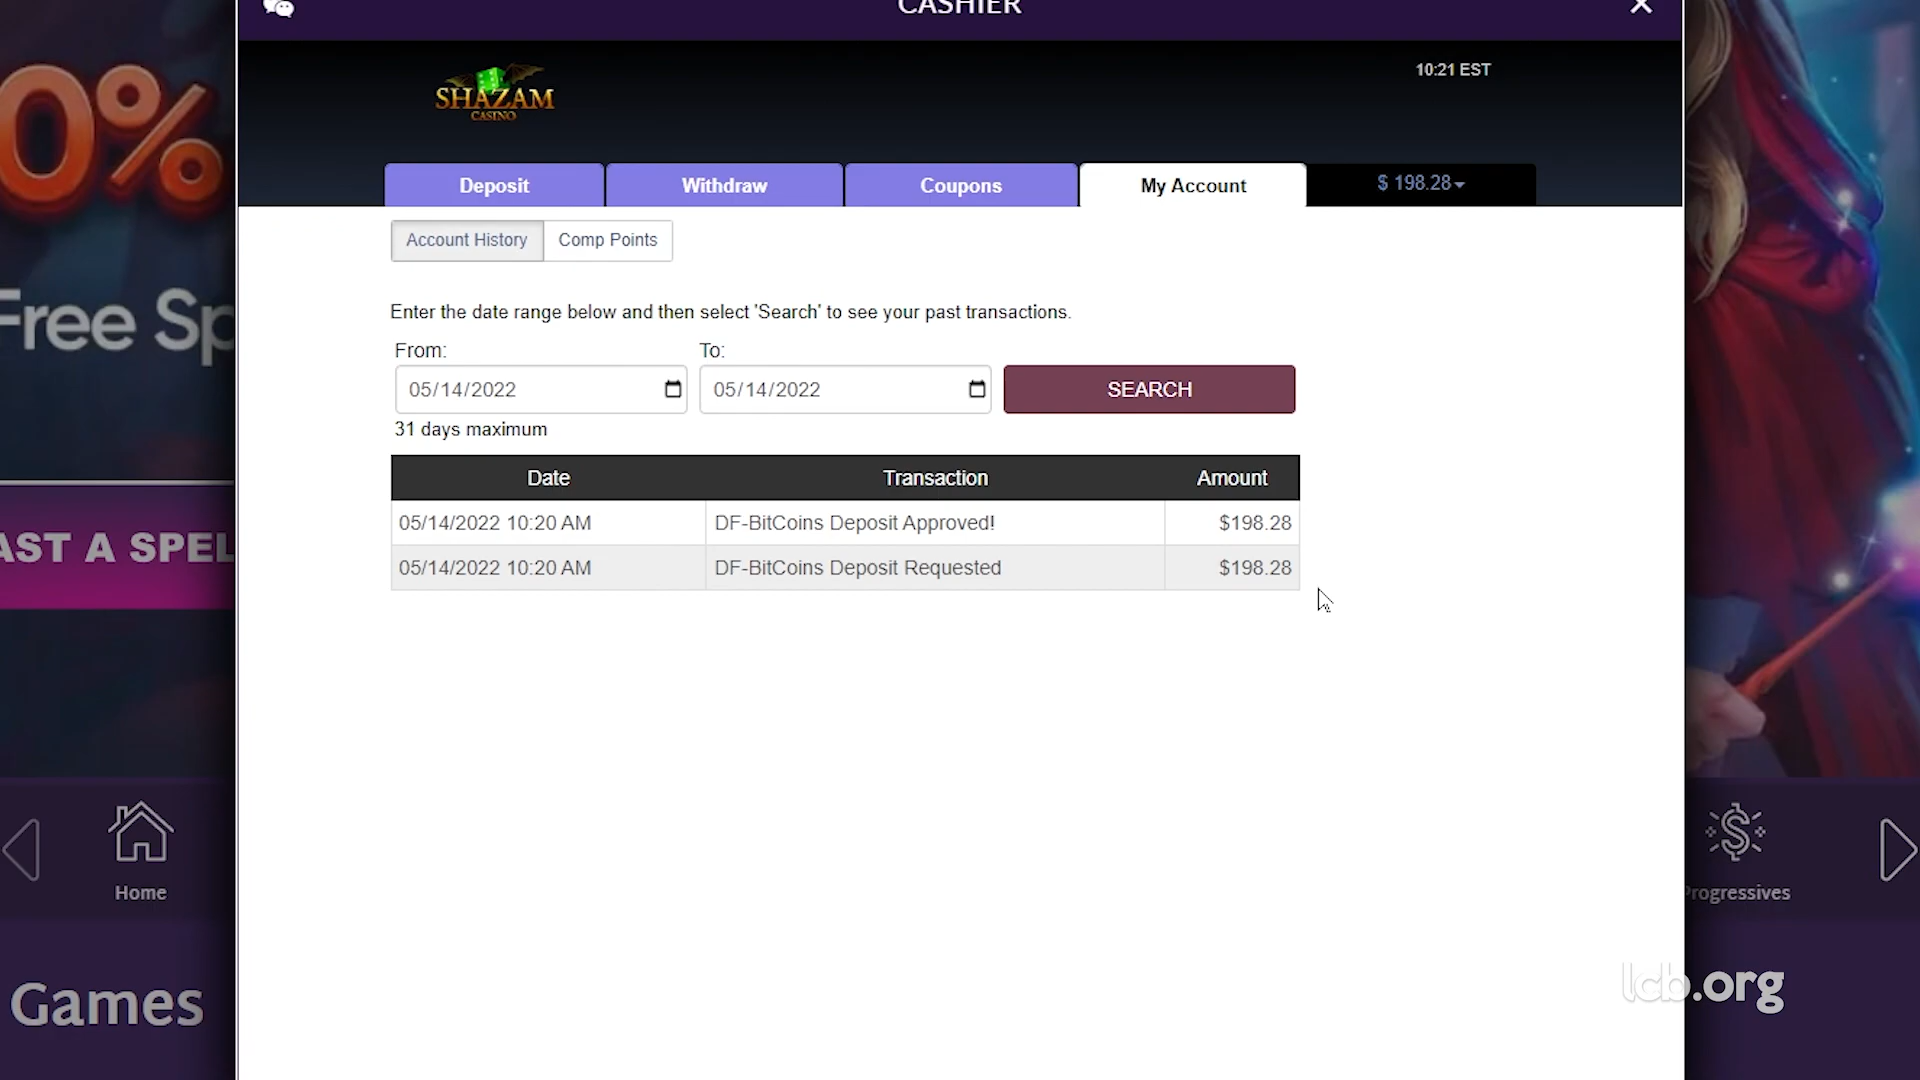 CASHIER
0%
SHAZAM
CASINO
10:21 EST
Deposit
Withdraw
Coupons
My Account
$ 198.28
Account History
Comp Points
Free Sp
Enter the date range below and then select 'Search' to see your past transactions.
From:
To:
05/14/2022
05/14/2022
SEARCH
31 days maximum
Date
Transaction
Amount
05/14/2022 10:20 AM
DF-BitCoins Deposit Approved!
$198.28
AST A SPEL
05/14/2022 10:20 AM
DF-BitCoins Deposit Requested
$198.28
Home
Progressives
Games
lcb.org